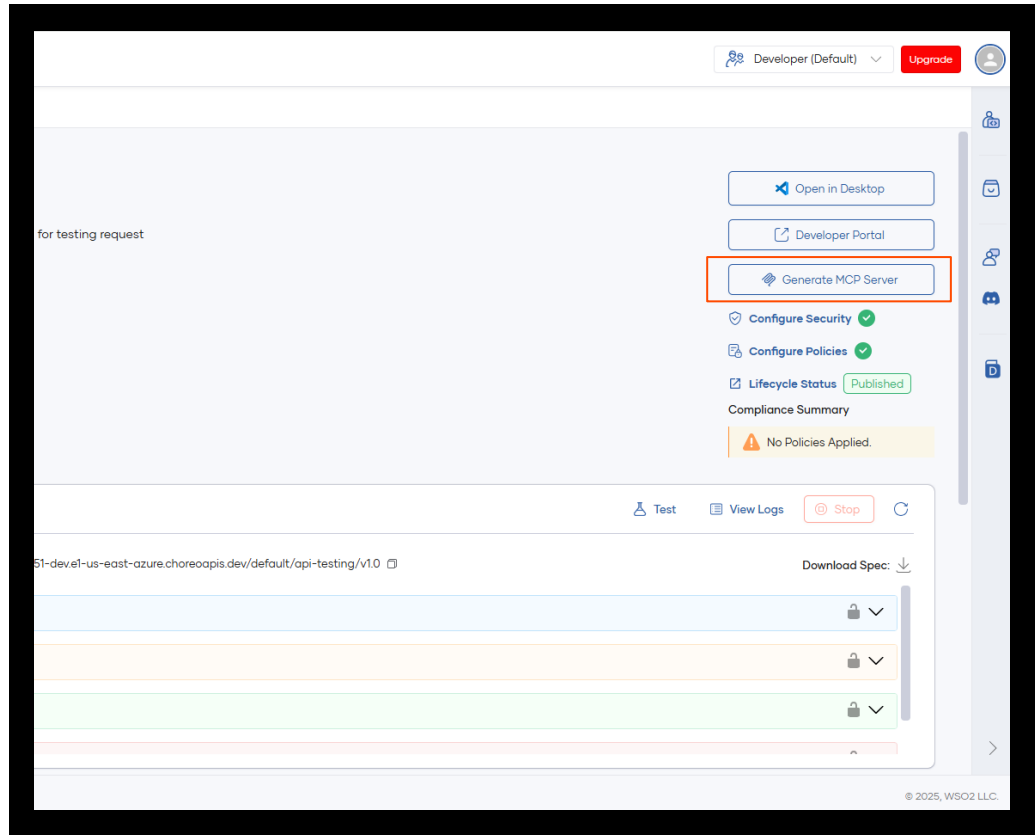 Developer (Default)
Upgrade
Open in Desktop
for testing request
Developer Portal
Generate MCP Server
Configure Security
Configure Policies
Lifecycle Status Published
Compliance Summary
No Policies Applied.
Test View Logs Stop
51-dev.e1-us-east-azure.choreoapis.dev/default/api-testing/v1.0
Download Spec:
D
© 2025, WSO2 LLC.